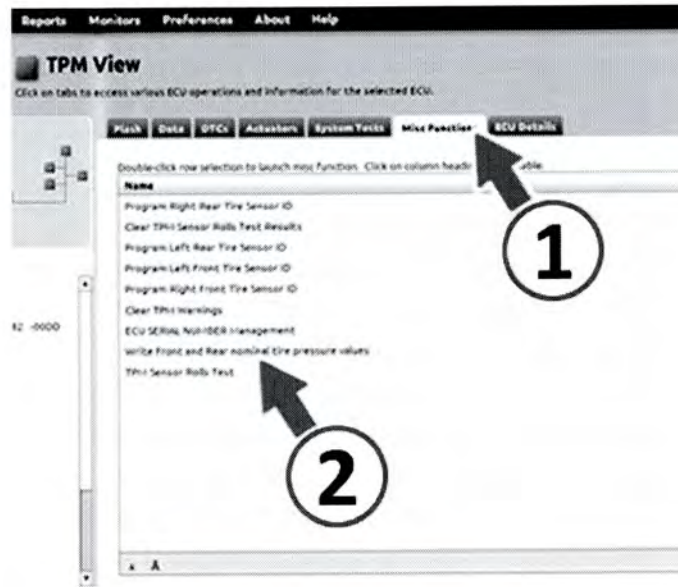 Reports Monitors Preferences About Help
TPM View
Click on tabs to access various ECU operations and information for the selected ECU.
Flash Data DTCs Actuators System Tests Misc Function ECU Details
Double-click row selection to launch misc function. Click on column headi able.
Name
Program Right Rear Tire Sensor ID
Clear TPM Sensor Rolls Test Results
Program Left Rear Tire Sensor ID
Program Left Front Tire Sensor ID
Program Right Front Tire Sensor ID
Clear TPM Warnings
ECU SERIAL NUMBER Management
Write Front and Rear nominal tire pressure values
TPM Sensor Rolls Test
1
2
A A